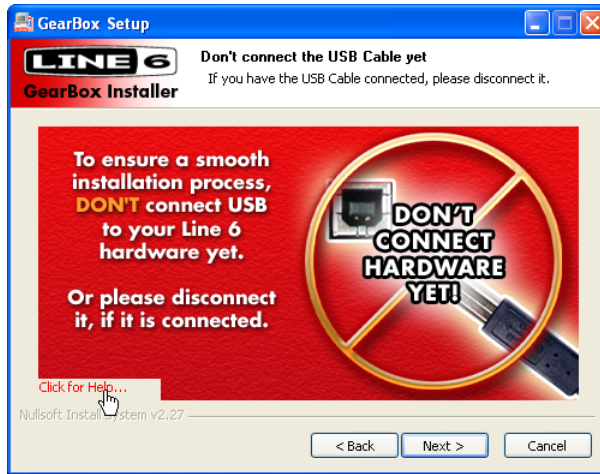 GearBox Setup
LINE 6
GearBox Installer
Don't connect the USB Cable yet
If you have the USB Cable connected, please disconnect it.
To ensure a smooth
installation process,
DON'T connect USB
to your Line 6
hardware yet.
Or please disconnect
it, if it is connected.
DON'T
CONNECT
HARDWARE
YET!
Click for Help...
Nullsoft Install System v2.27
< Back
Next >
Cancel